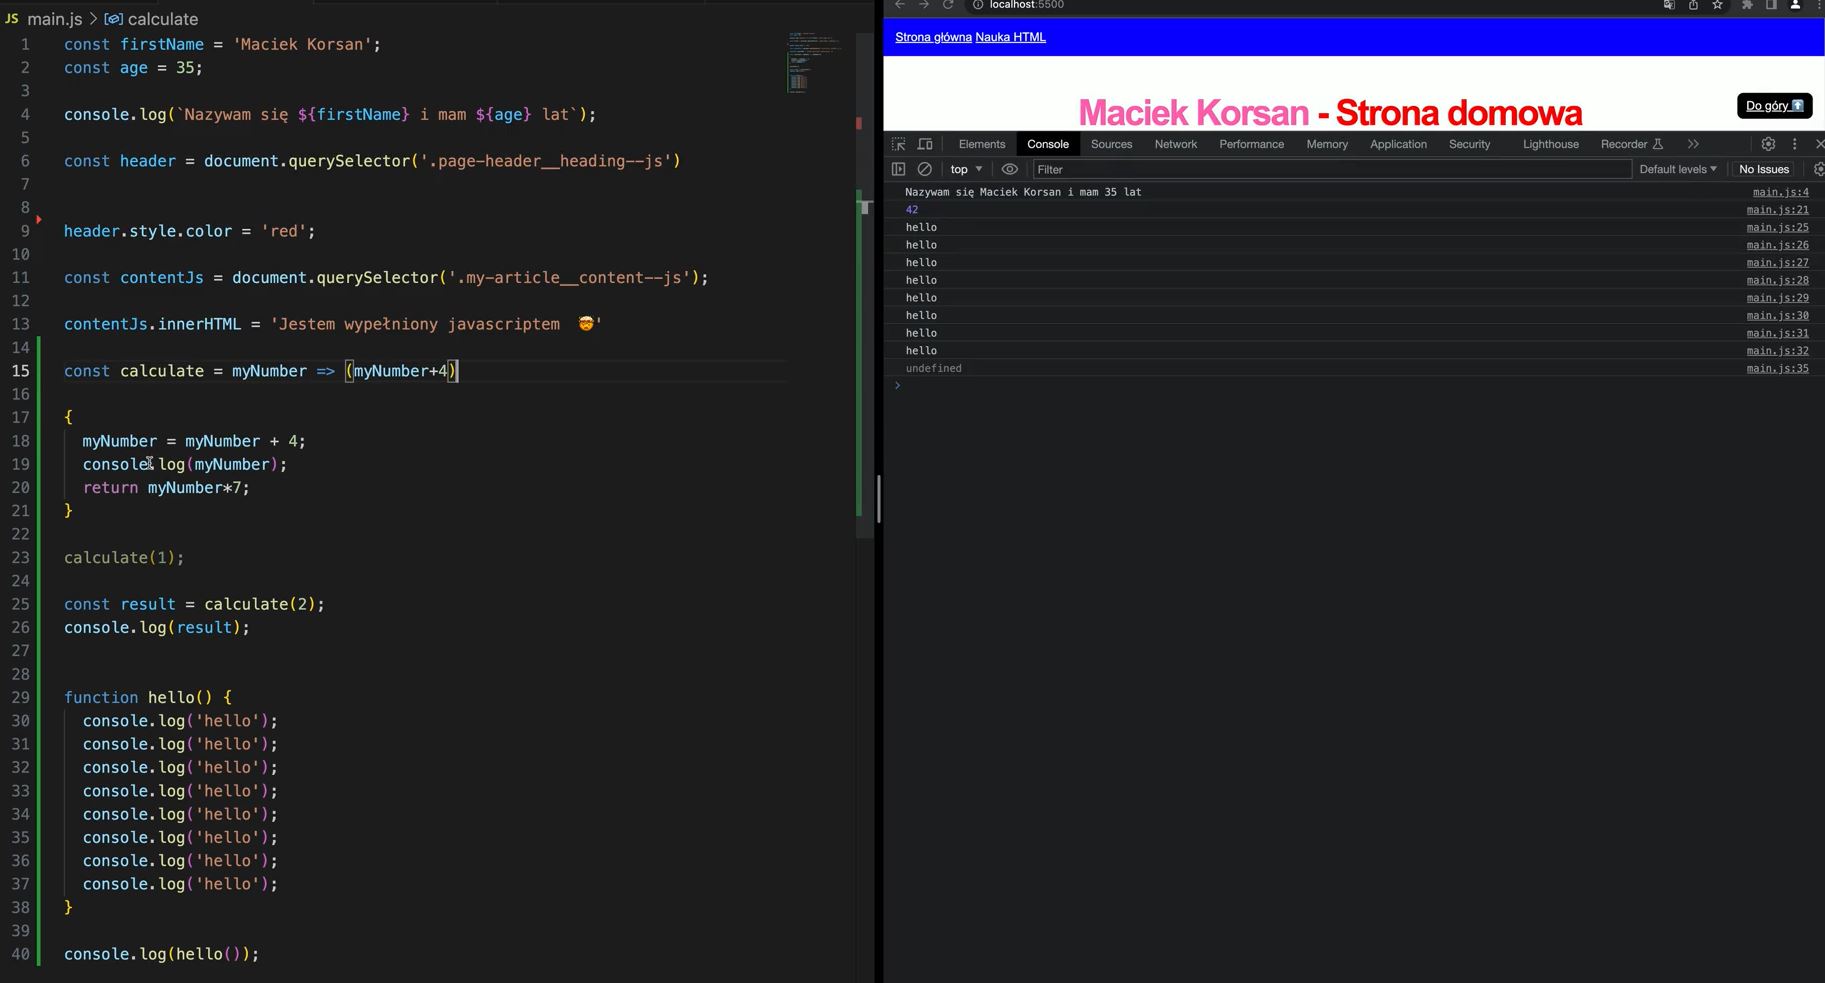 JS main.js > calculate
1 const firstName = 'Maciek Korsan';
2 const age = 35;
3
4 console.log(`Nazywam się ${firstName} i mam ${age} lat`);
5
6 const header = document.querySelector('.page-header__heading--js')
7
8
9 header.style.color = 'red';
10
11 const contentJs = document.querySelector('.my-article__content--js');
12
13 contentJs.innerHTML = 'Jestem wypełniony javascriptem 🤯'
14
15 const calculate = myNumber => (myNumber+4)
16
17 {
18 myNumber = myNumber + 4;
19 console.log(myNumber);
20 return myNumber*7;
21 }
22
23 calculate(1);
24
25 const result = calculate(2);
26 console.log(result);
27
28
29 function hello() {
30 console.log('hello');
31 console.log('hello');
32 console.log('hello');
33 console.log('hello');
34 console.log('hello');
35 console.log('hello');
36 console.log('hello');
37 console.log('hello');
38 }
39
40 console.log(hello());
localhost:5500
Strona główna Nauka HTML
Maciek Korsan - Strona domowa
Do góry ⬆️
Elements Console Sources Network Performance Memory Application Security Lighthouse Recorder
top Filter Default levels No Issues
Nazywam się Maciek Korsan i mam 35 lat main.js:4
42 main.js:21
hello main.js:25
hello main.js:26
hello main.js:27
hello main.js:28
hello main.js:29
hello main.js:30
hello main.js:31
hello main.js:32
undefined main.js:35